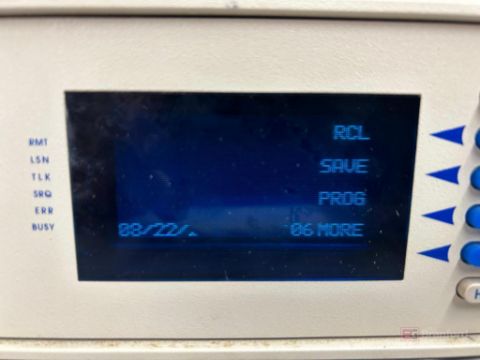 RMT
LSN
TLK
SRQ
ERR
BUSY
RCL
SAVE
PROG
08/22/. 06 MORE
H